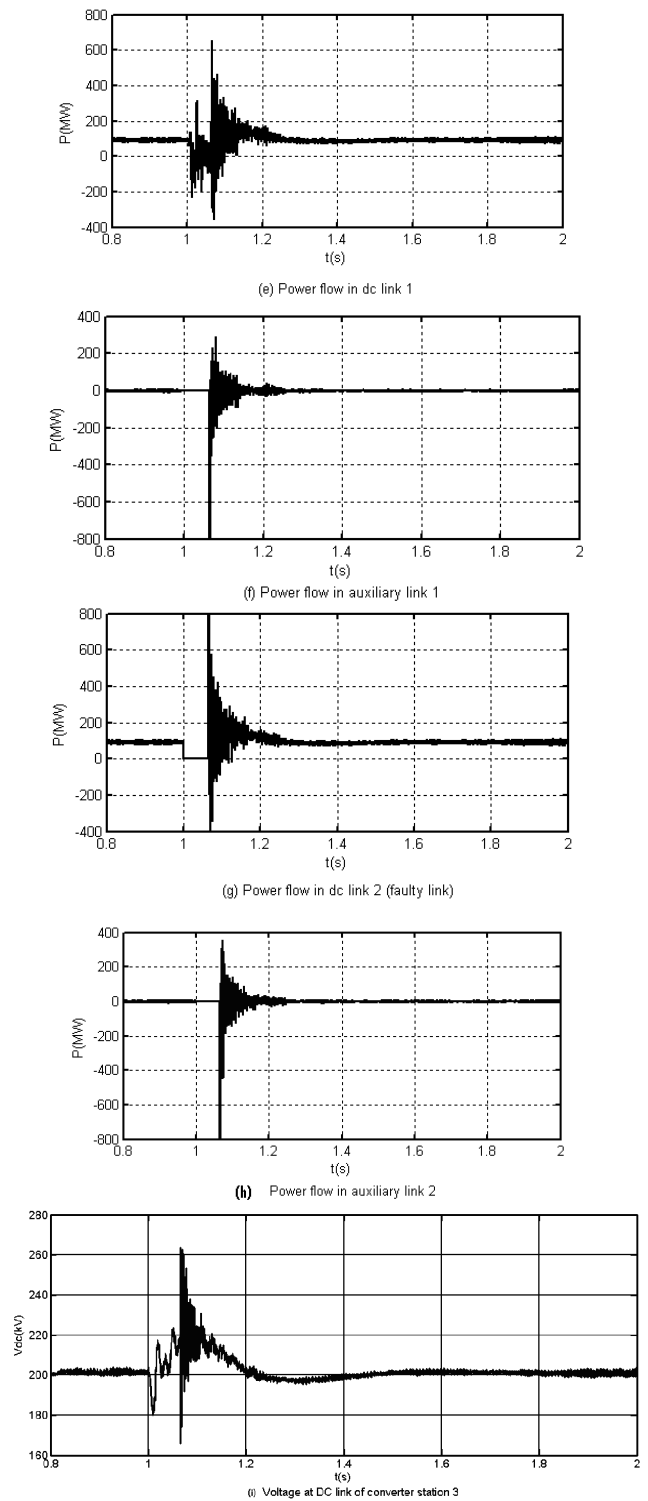 800
600
400
200
0
-200
-400
P(MW)
0.8 1 1.2 1.4 1.6 1.8 2
t(s)
(e) Power flow in dc link 1
400
200
0
-200
-400
-600
-800
P(MW)
0.8 1 1.2 1.4 1.6 1.8 2
t(s)
(f) Power flow in auxiliary link 1
800
600
400
200
0
-200
-400
P(MW)
0.8 1 1.2 1.4 1.6 1.8 2
t(s)
(g) Power flow in dc link 2 (faulty link)
400
200
0
-200
-400
-600
-800
P(MW)
0.8 1 1.2 1.4 1.6 1.8 2
t(s)
(h) Power flow in auxiliary link 2
280
260
240
220
200
180
160
Vdc(kV)
0.8 1 1.2 1.4 1.6 1.8 2
t(s)
(i) Voltage at DC link of converter station 3